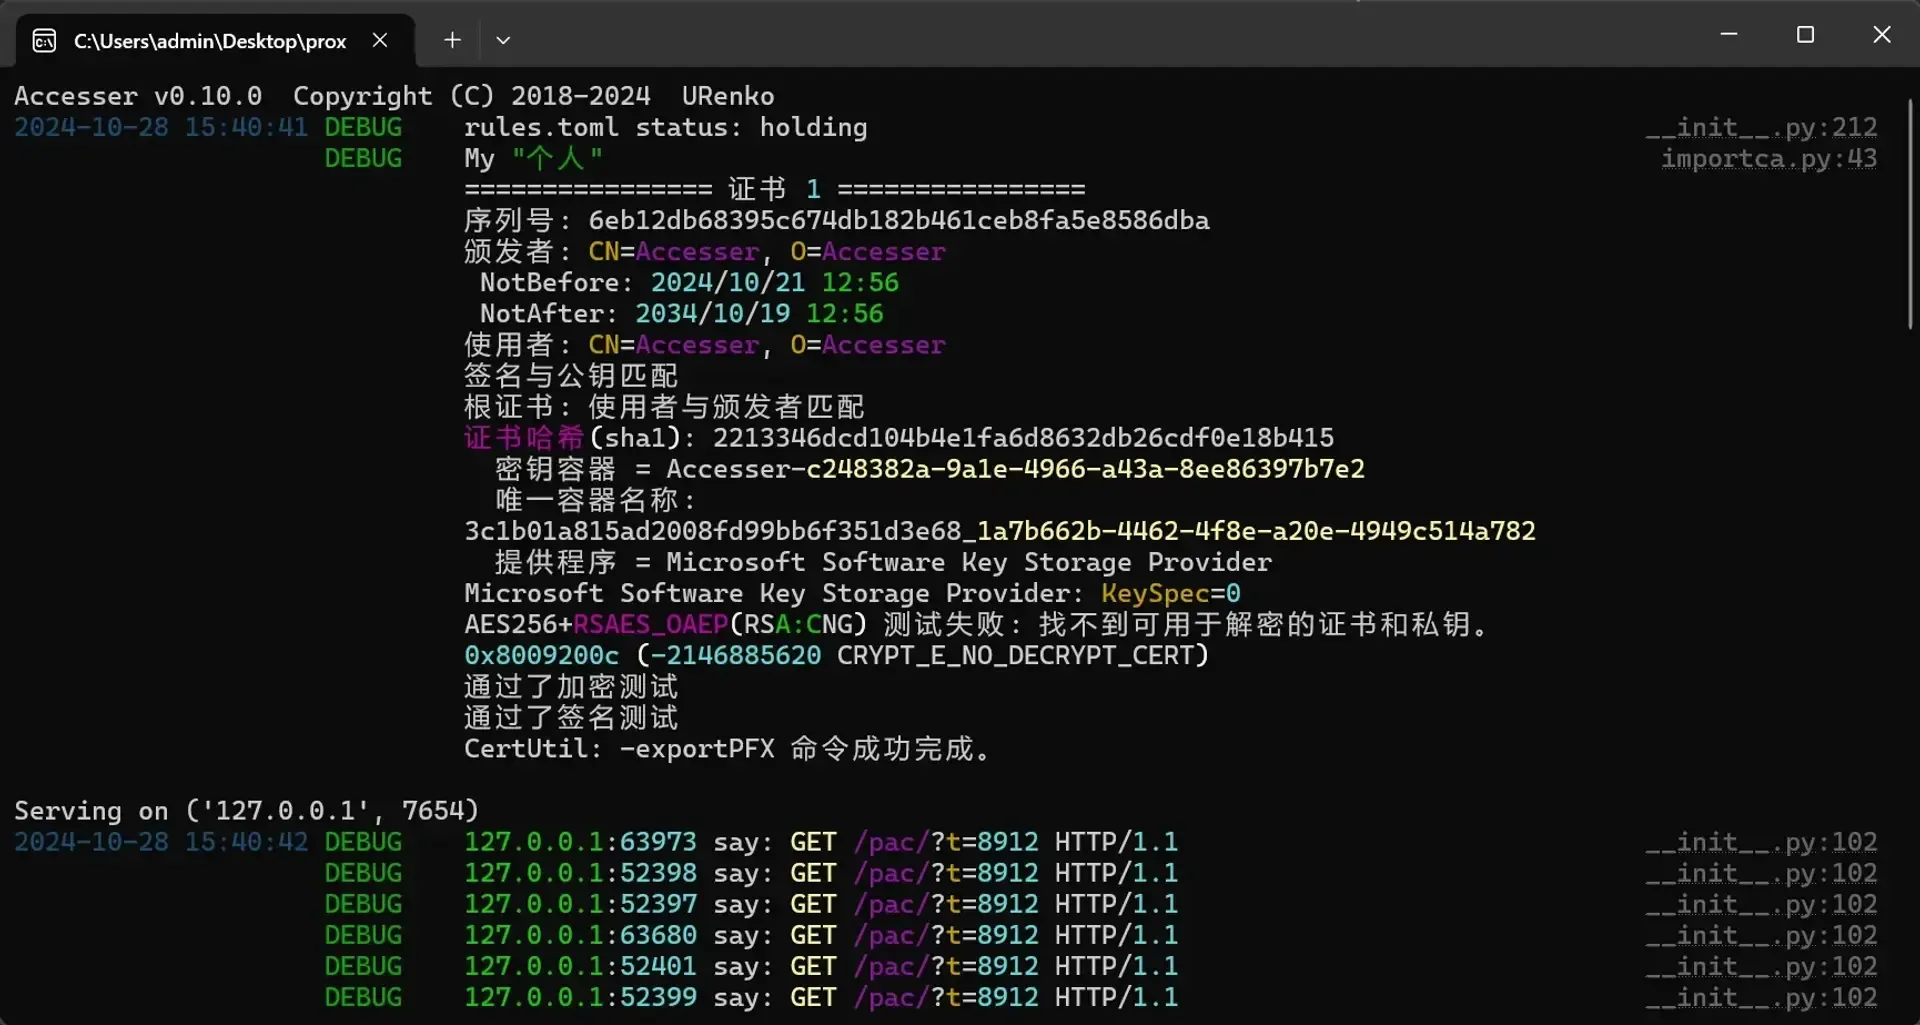 C:\Users\admin\Desktop\prox
Accesser v0.10.0  Copyright (C) 2018-2024  URenko
2024-10-28 15:40:41 DEBUG    rules.toml status: holding    __init__.py:212
DEBUG    My "个人"    importca.py:43
================ 证书 1 ================
序列号: 6eb12db68395c674db182b461ceb8fa5e8586dba
颁发者: CN=Accesser, O=Accesser
NotBefore: 2024/10/21 12:56
NotAfter: 2034/10/19 12:56
使用者: CN=Accesser, O=Accesser
签名与公钥匹配
根证书: 使用者与颁发者匹配
证书哈希(sha1): 2213346dcd104b4e1fa6d8632db26cdf0e18b415
密钥容器 = Accesser-c248382a-9a1e-4966-a43a-8ee86397b7e2
唯一容器名称:
3c1b01a815ad2008fd99bb6f351d3e68_1a7b662b-4462-4f8e-a20e-4949c514a782
提供程序 = Microsoft Software Key Storage Provider
Microsoft Software Key Storage Provider: KeySpec=0
AES256+RSAES_OAEP(RSA:CNG) 测试失败: 找不到可用于解密的证书和私钥。
0x8009200c (-2146885620 CRYPT_E_NO_DECRYPT_CERT)
通过了加密测试
通过了签名测试
CertUtil: -exportPFX 命令成功完成。
Serving on ('127.0.0.1', 7654)
2024-10-28 15:40:42 DEBUG    127.0.0.1:63973 say: GET /pac/?t=8912 HTTP/1.1    __init__.py:102
DEBUG    127.0.0.1:52398 say: GET /pac/?t=8912 HTTP/1.1    __init__.py:102
DEBUG    127.0.0.1:52397 say: GET /pac/?t=8912 HTTP/1.1    __init__.py:102
DEBUG    127.0.0.1:63680 say: GET /pac/?t=8912 HTTP/1.1    __init__.py:102
DEBUG    127.0.0.1:52401 say: GET /pac/?t=8912 HTTP/1.1    __init__.py:102
DEBUG    127.0.0.1:52399 say: GET /pac/?t=8912 HTTP/1.1    __init__.py:102